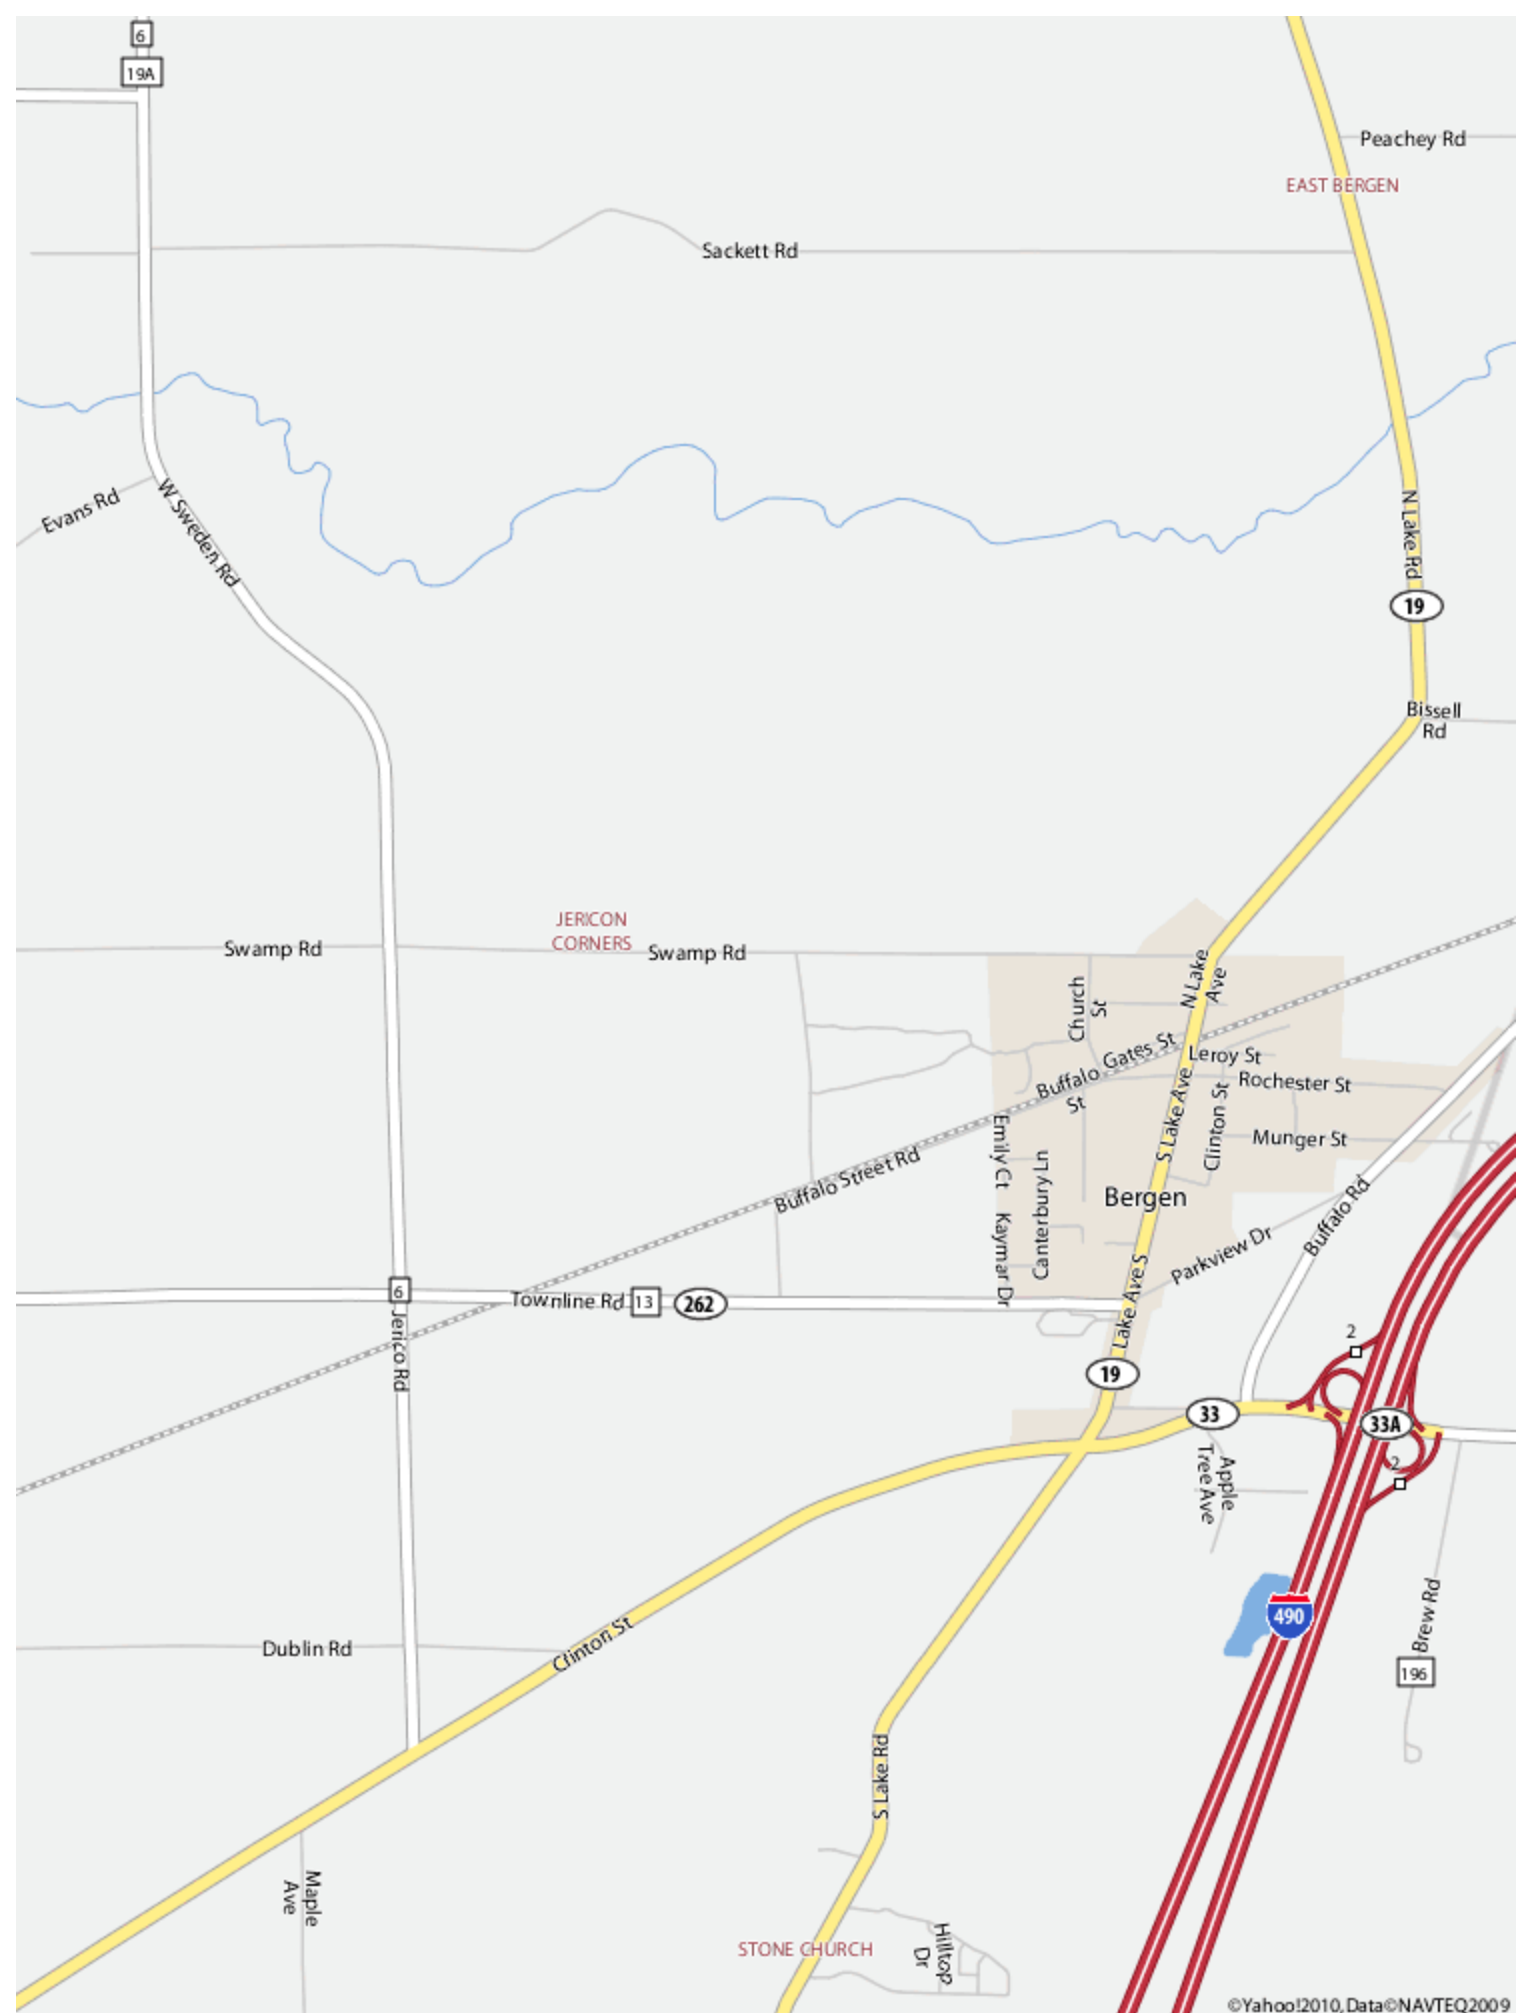 6
19A
Peachey Rd
EAST BERGEN
Sackett Rd
Evans Rd
W Sweden Rd
N Lake Rd
19
Bissell
Rd
JERICON
CORNERS
Swamp Rd
Swamp Rd
N Lake
Ave
Church
St
Buffalo Gates St
St
Leroy St
Rochester St
S Lake Ave
Clinton St
Munger St
Emily Ct
Canterbury Ln
Buffalo Street Rd
Bergen
Buffalo Rd
Parkview Dr
Kaymar Dr
Lake Ave S
6
Townline Rd
13
262
Jerico Rd
2
19
33
33A
2
Apple
Tree Ave
490
Brew Rd
196
Dublin Rd
Clinton St
S Lake Rd
Maple
Ave
STONE CHURCH
Hilltop
Dr
©Yahoo!2010, Data©NAVTEQ2009